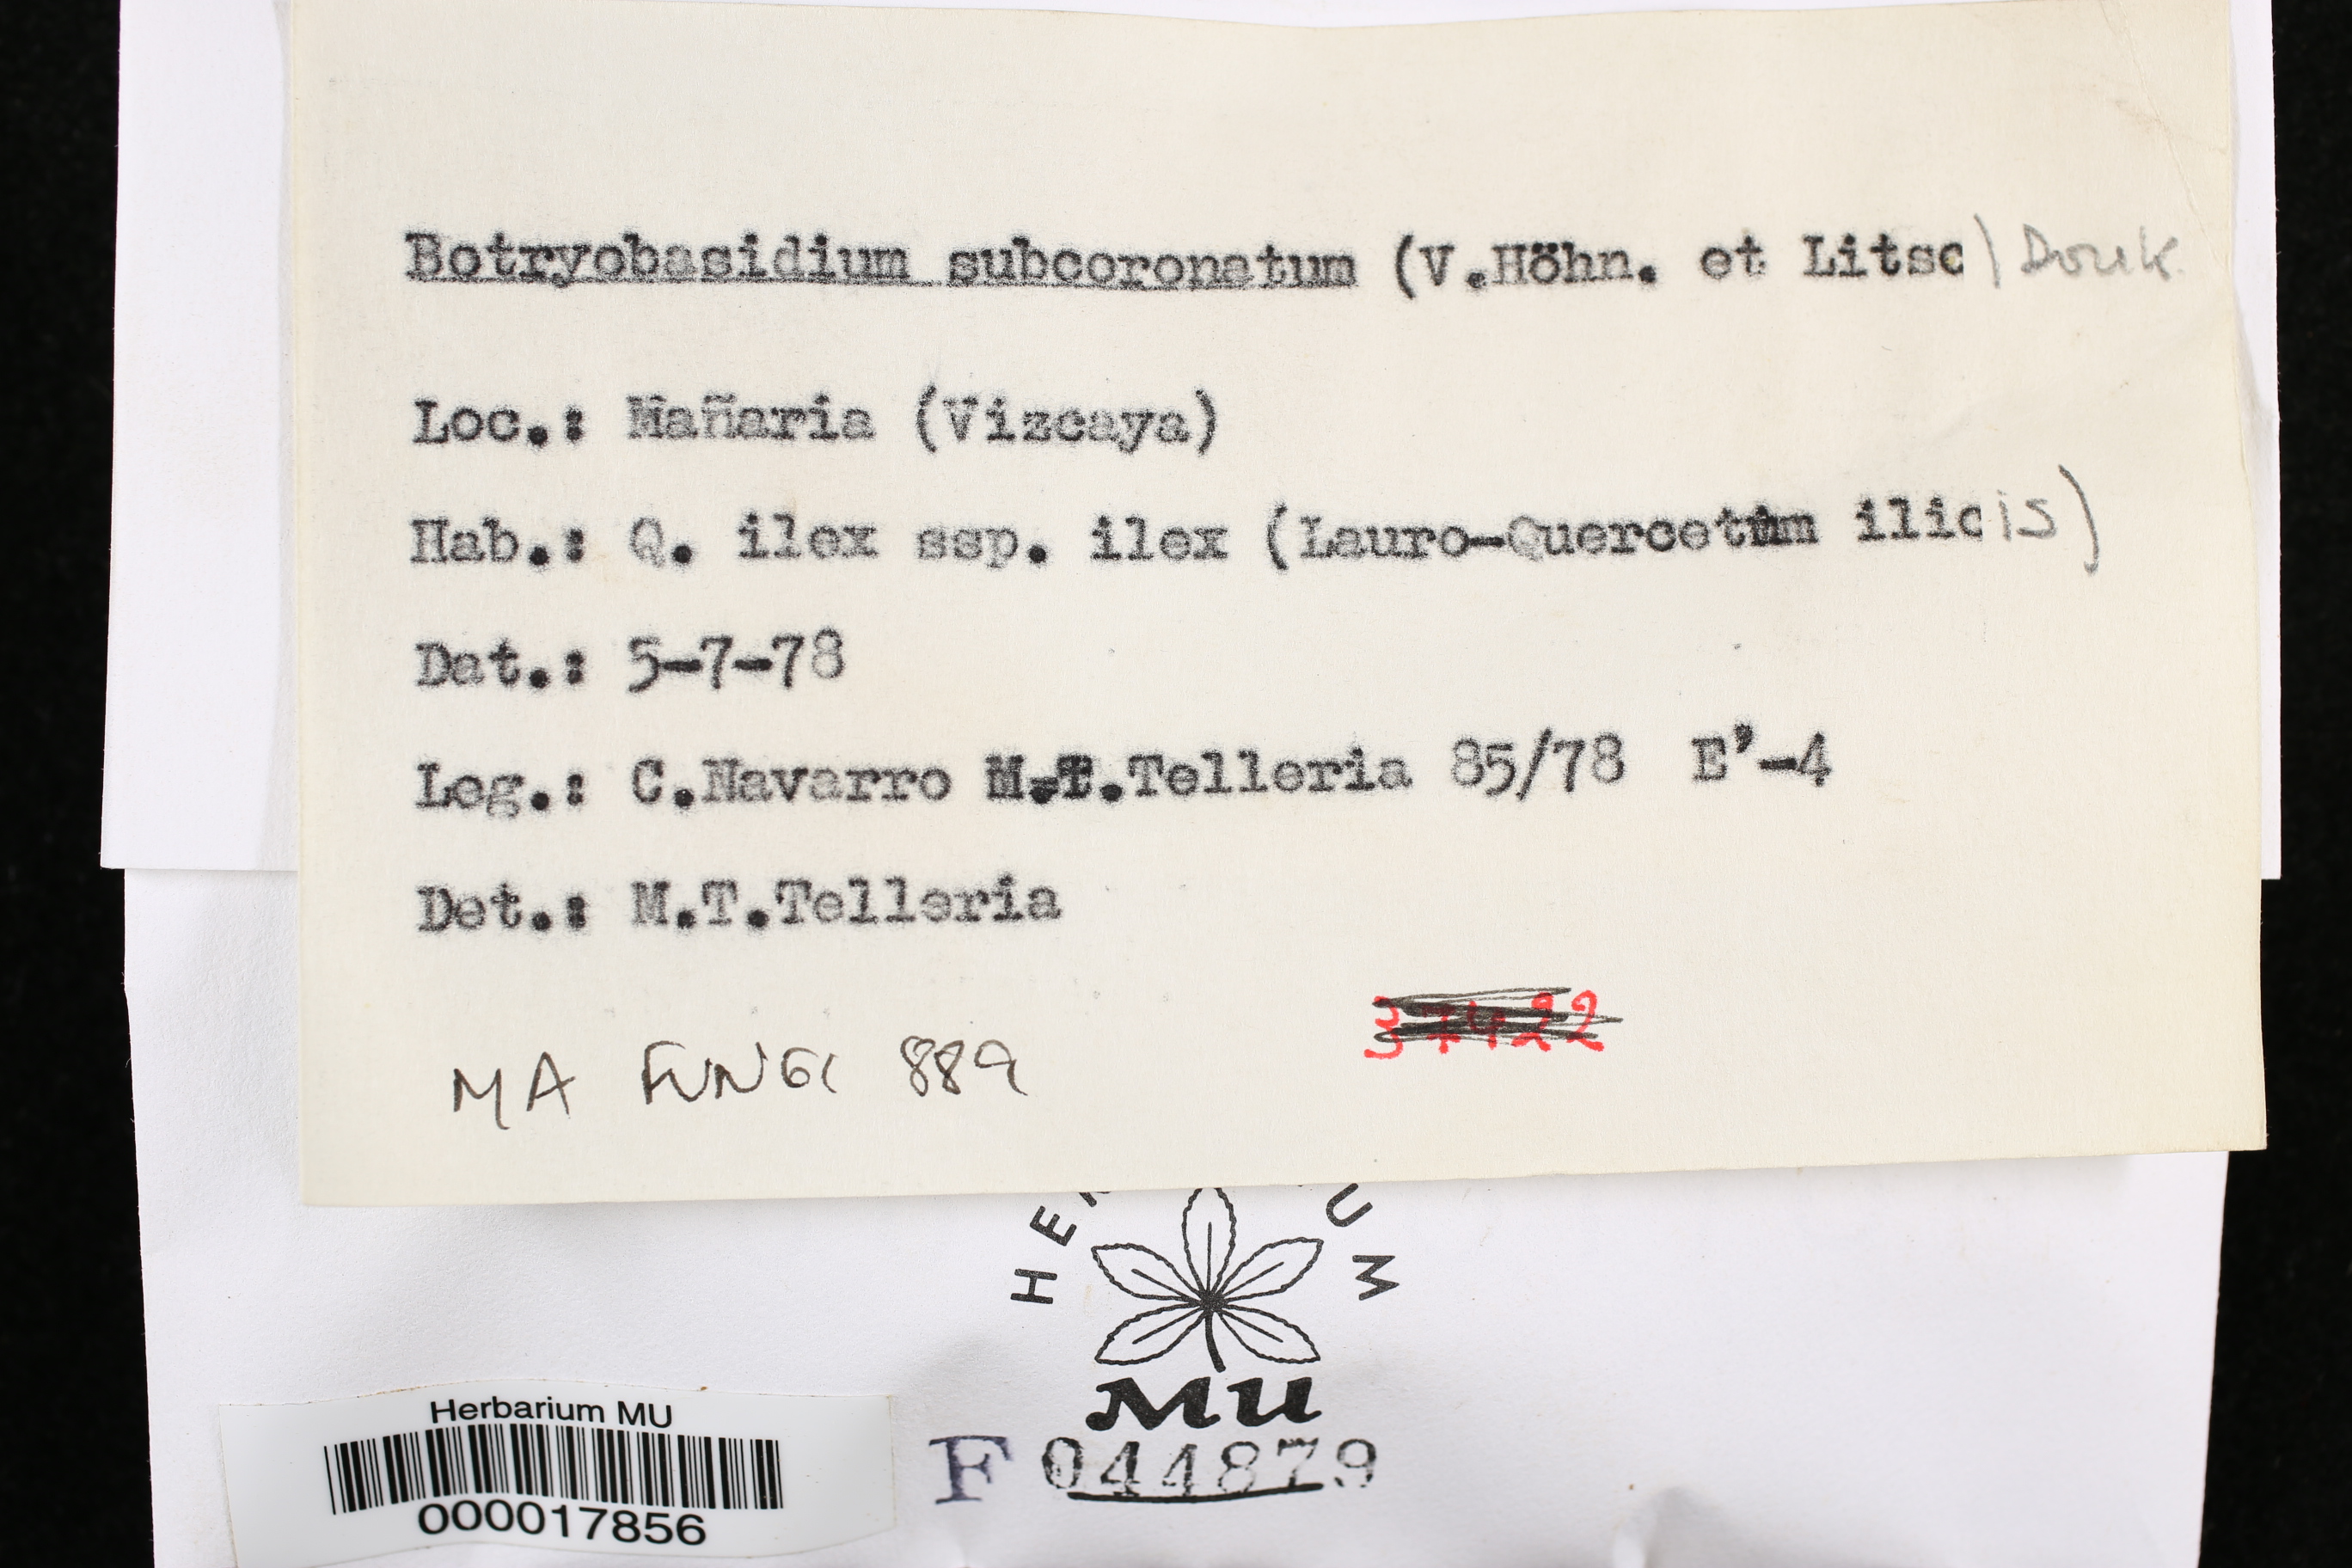 Botryobasidium subcoronatum (V.Höhn. et Litsc) Donk.
Loc.: Mañaria (Vizcaya)
Hab.: Q. ilex ssp. ilex (Lauro-Quercetum ilicis)
Dat.: 5-7-78
Leg.: C.Navarro M.T.Telleria 85/78 E'-4
Det.: M.T.Telleria
37422
MA FUNGI 889
MU
Herbarium MU
F 044879
000017856